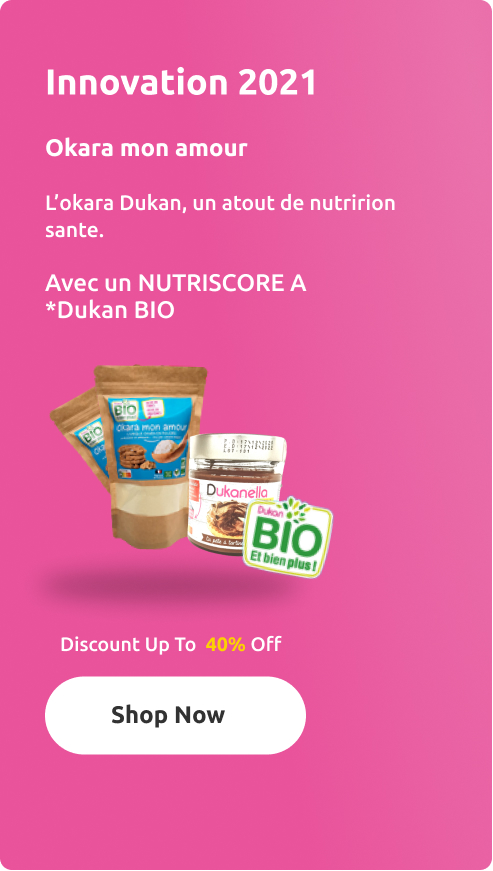 Innovation 2021
Okara mon amour
L’okara Dukan, un atout de nutririon
sante.
Avec un NUTRISCORE A
*Dukan BIO
BIO
BIO
Okara mon amour
Dukanella
Dukan
BIO
Et bien plus !
Discount Up To 40% Off
Shop Now